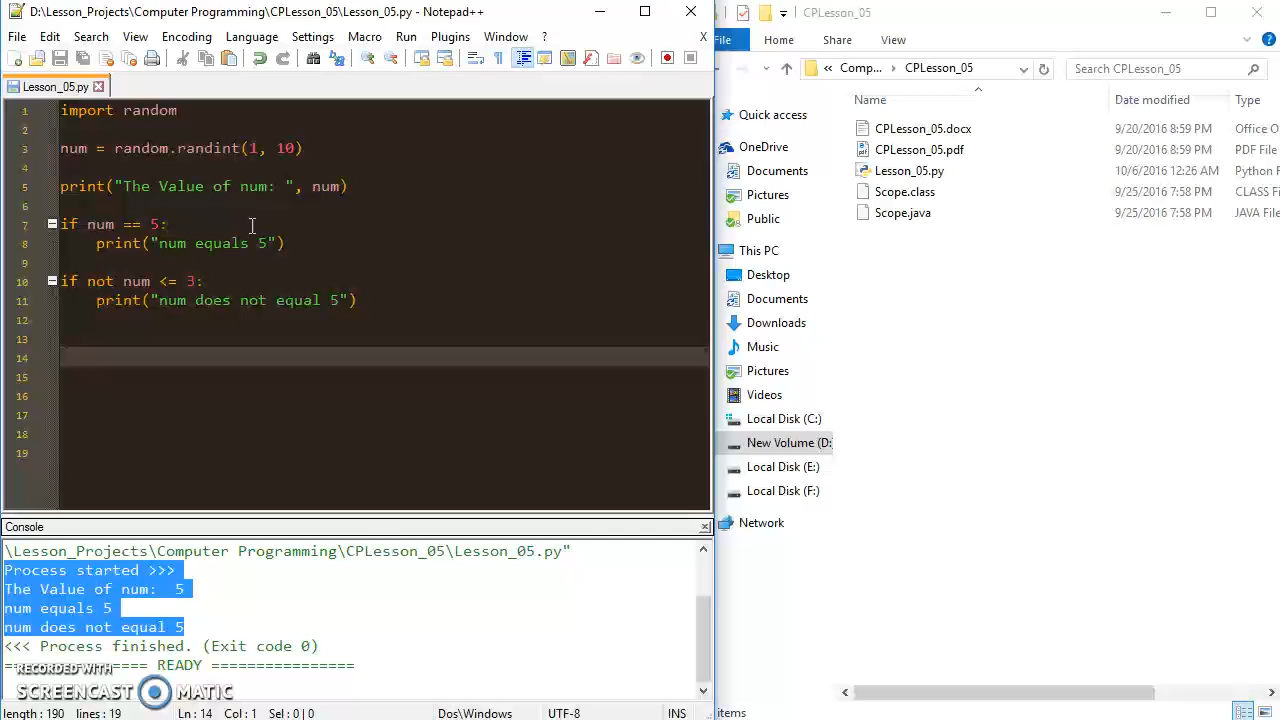 D:\Lesson_Projects\Computer Programming\CPLesson_05\Lesson_05.py - Notepad++
File Edit Search View Encoding Language Settings Macro Run Plugins Window ? X
Lesson_05.py
1 import random
2
3 num = random.randint(1, 10)
4
5 print("The Value of num: ", num)
6
7 if num == 5:
8 print("num equals 5")
9
10 if not num <= 3:
11 print("num does not equal 5")
12
13
14
15
16
17
18
19
Console
\Lesson_Projects\Computer Programming\CPLesson_05\Lesson_05.py"
Process started >>>
The Value of num:  5
num equals 5
num does not equal 5
<<< Process finished. (Exit code 0)
================ READY ================
RECORDED WITH
SCREENCAST MATIC
length : 190 lines : 19 Ln : 14 Col : 1 Sel : 0 | 0 Dos\Windows UTF-8 INS
CPLesson_05
File Home Share View
« Comp... > CPLesson_05
Search CPLesson_05
Name Date modified Type
CPLesson_05.docx 9/20/2016 8:59 PM Office O
CPLesson_05.pdf 9/20/2016 8:59 PM PDF File
Lesson_05.py 10/6/2016 12:26 AM Python F
Scope.class 9/25/2016 7:58 PM CLASS Fi
Scope.java 9/25/2016 7:58 PM JAVA File
Quick access
OneDrive
Documents
Pictures
Public
This PC
Desktop
Documents
Downloads
Music
Pictures
Videos
Local Disk (C:)
New Volume (D:
Local Disk (E:)
Local Disk (F:)
Network
items